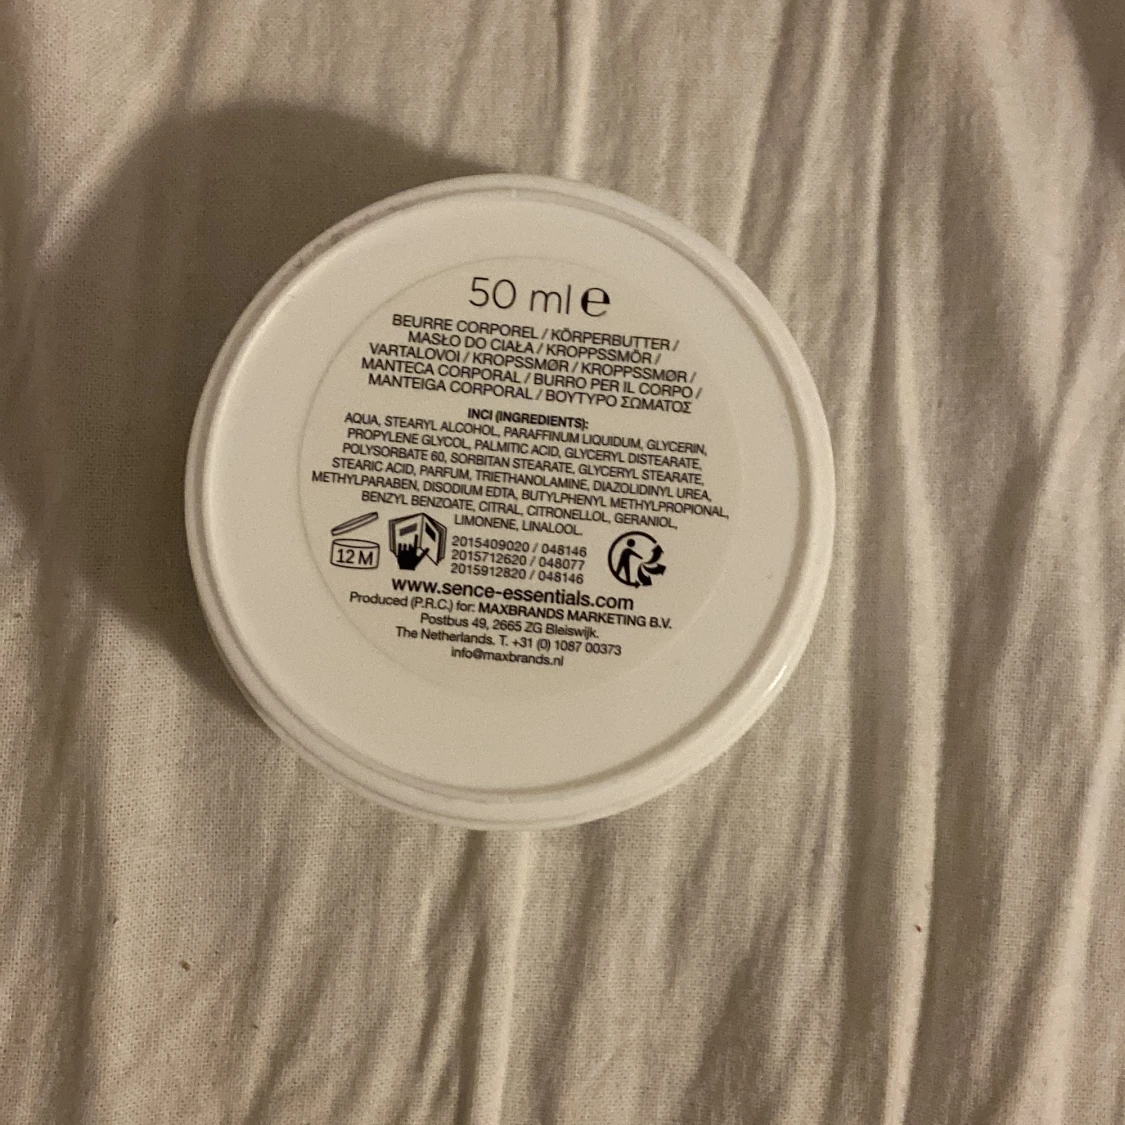 50 ml e
BEURRE CORPOREL / KÖRPERBUTTER /
MASŁO DO CIAŁA / KROPPSSMÖR /
VARTALOVOI / KROPSSMØR / KROPPSSMØR /
MANTECA CORPORAL / BURRO PER IL CORPO /
MANTEIGA CORPORAL / ΒΟΥΤΥΡΟ ΣΩΜΑΤΟΣ
INCI (INGREDIENTS):
AQUA, STEARYL ALCOHOL, PARAFFINUM LIQUIDUM, GLYCERIN,
PROPYLENE GLYCOL, PALMITIC ACID, GLYCERYL DISTEARATE,
POLYSORBATE 60, SORBITAN STEARATE, GLYCERYL STEARATE,
STEARIC ACID, PARFUM, TRIETHANOLAMINE, DIAZOLIDINYL UREA,
METHYLPARABEN, DISODIUM EDTA, BUTYLPHENYL METHYLPROPIONAL,
BENZYL BENZOATE, CITRAL, CITRONELLOL, GERANIOL,
LIMONENE, LINALOOL.
12 M
2015409020 / 048146
2015712620 / 048077
2015912820 / 048146
www.sence-essentials.com
Produced (P.R.C.) for: MAXBRANDS MARKETING B.V.
Postbus 49, 2665 ZG Bleiswijk.
The Netherlands. T. +31 (0) 1087 00373
info@maxbrands.nl